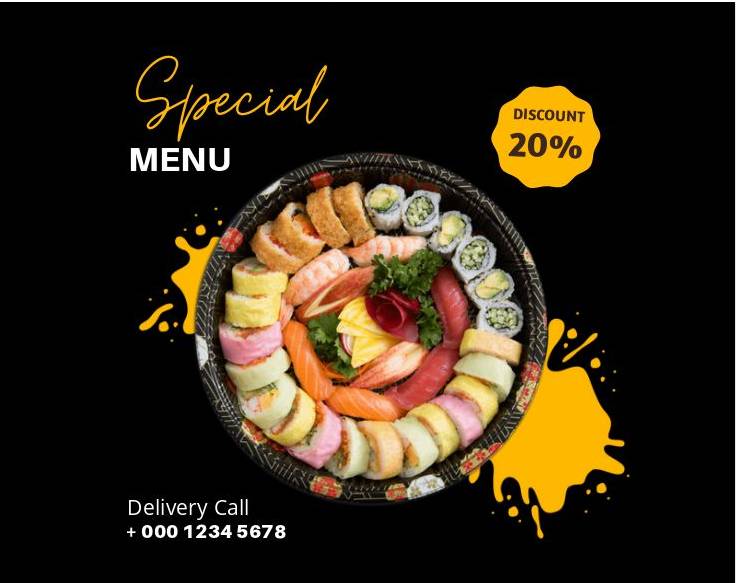 Special
MENU
DISCOUNT
20%
Delivery Call
+ 000 1234 5678